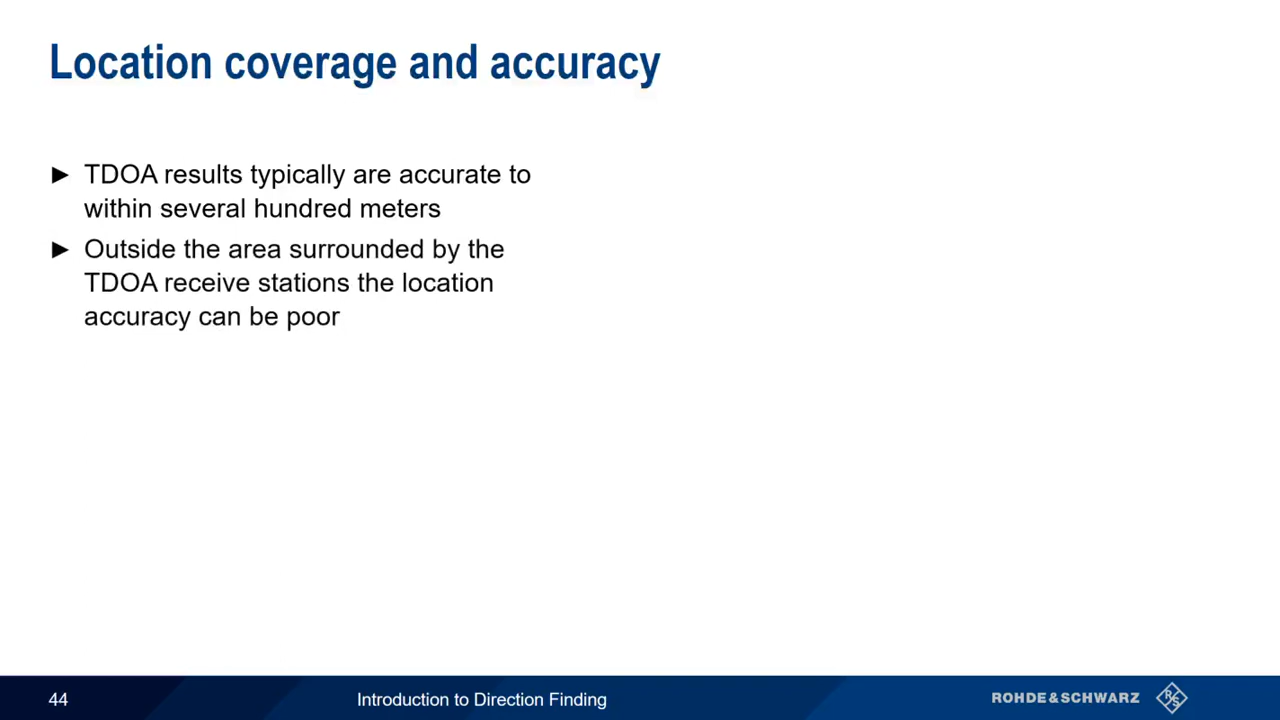 Location coverage and accuracy
► TDOA results typically are accurate to
within several hundred meters
► Outside the area surrounded by the
TDOA receive stations the location
accuracy can be poor
44
Introduction to Direction Finding
ROHDE&SCHWARZ
R
S